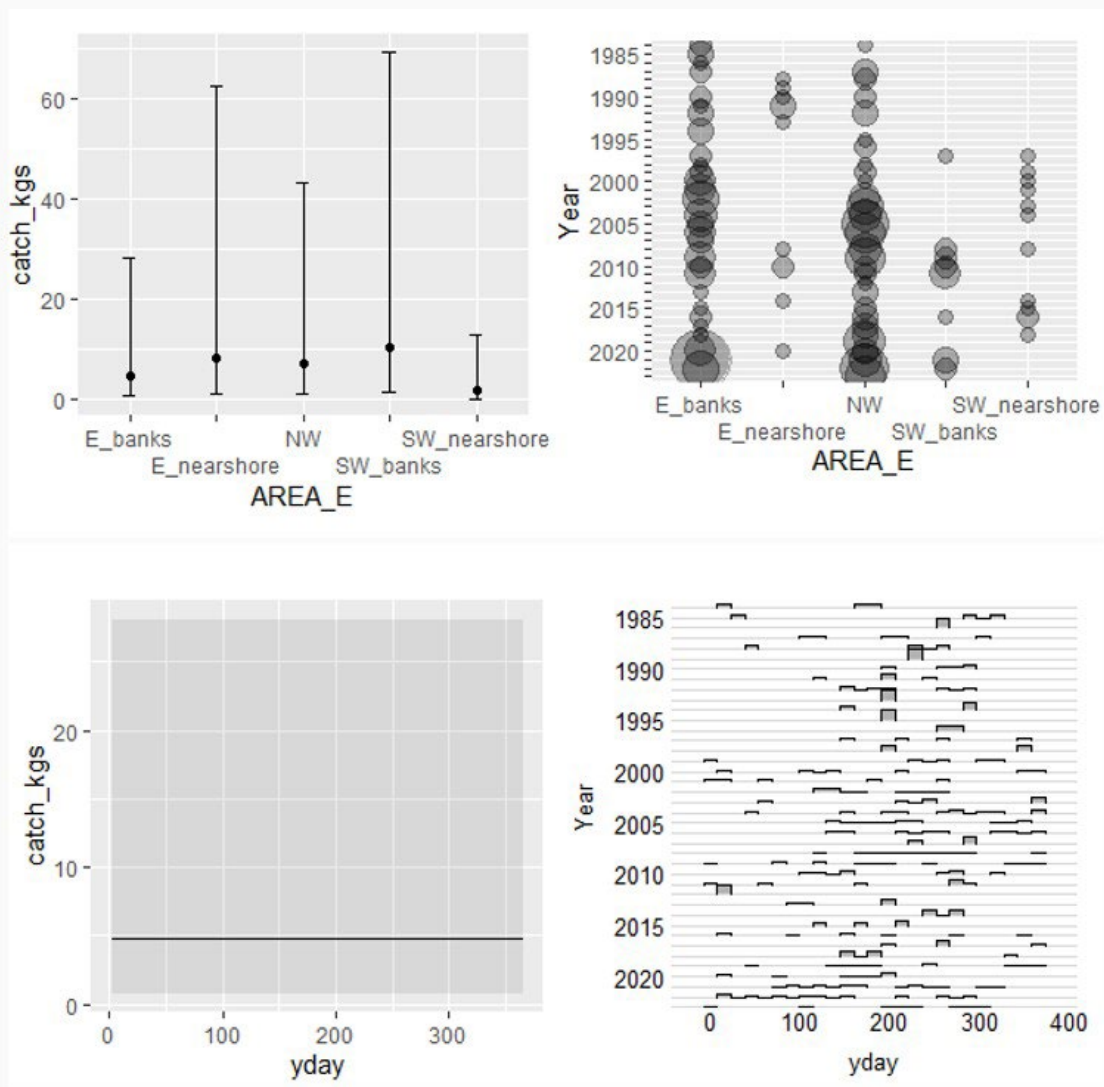 catch_kgs
60
40
20
0
E_banks NW SW_nearshore
E_nearshore SW_banks
AREA_E
Year
1985
1990
1995
2000
2005
2010
2015
2020
E_banks NW SW_nearshore
E_nearshore SW_banks
AREA_E
catch_kgs
20
10
0
0 100 200 300
yday
Year
1985
1990
1995
2000
2005
2010
2015
2020
0 100 200 300 400
yday